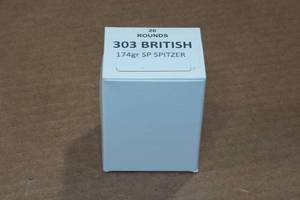 20
ROUNDS
303 BRITISH
174gr SP SPITZER